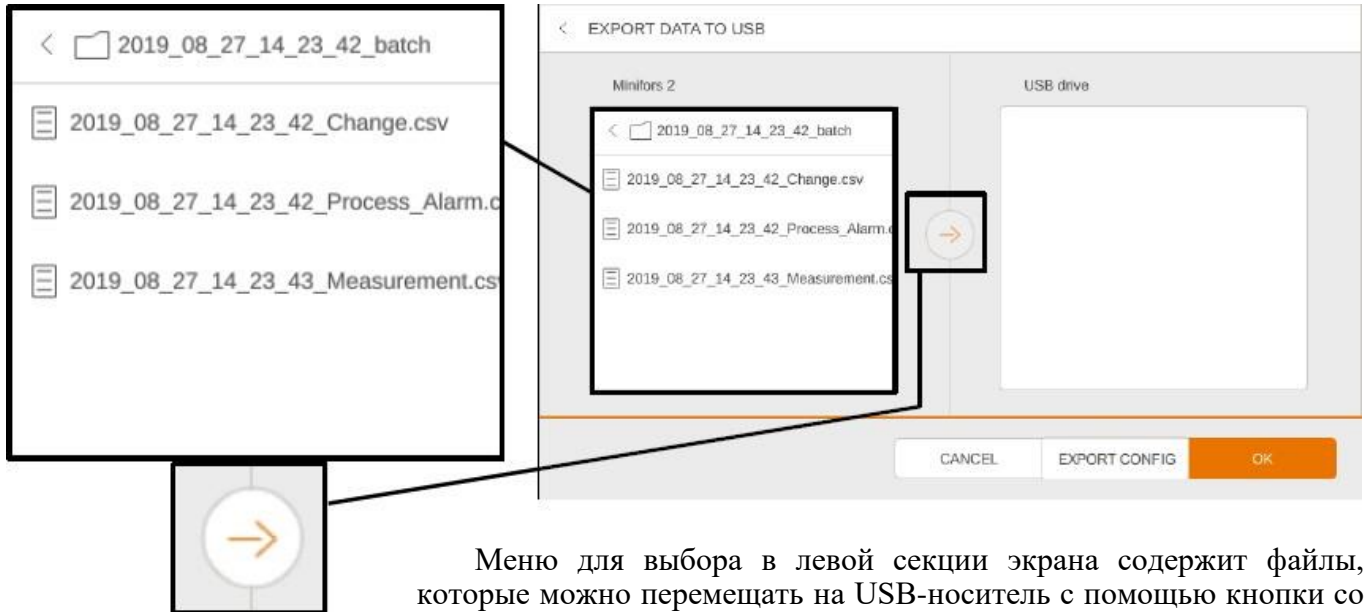 2019_08_27_14_23_42_batch
2019_08_27_14_23_42_Change.csv
2019_08_27_14_23_42_Process_Alarm.c
2019_08_27_14_23_43_Measurement.cs
EXPORT DATA TO USB
Minifors 2
USB drive
2019_08_27_14_23_42_batch
2019_08_27_14_23_42_Change.csv
2019_08_27_14_23_42_Process_Alarm.c
2019_08_27_14_23_43_Measurement.cs
CANCEL
EXPORT CONFIG
OK
Меню для выбора в левой секции экрана содержит файлы,
которые можно перемещать на USB-носитель с помощью кнопки со